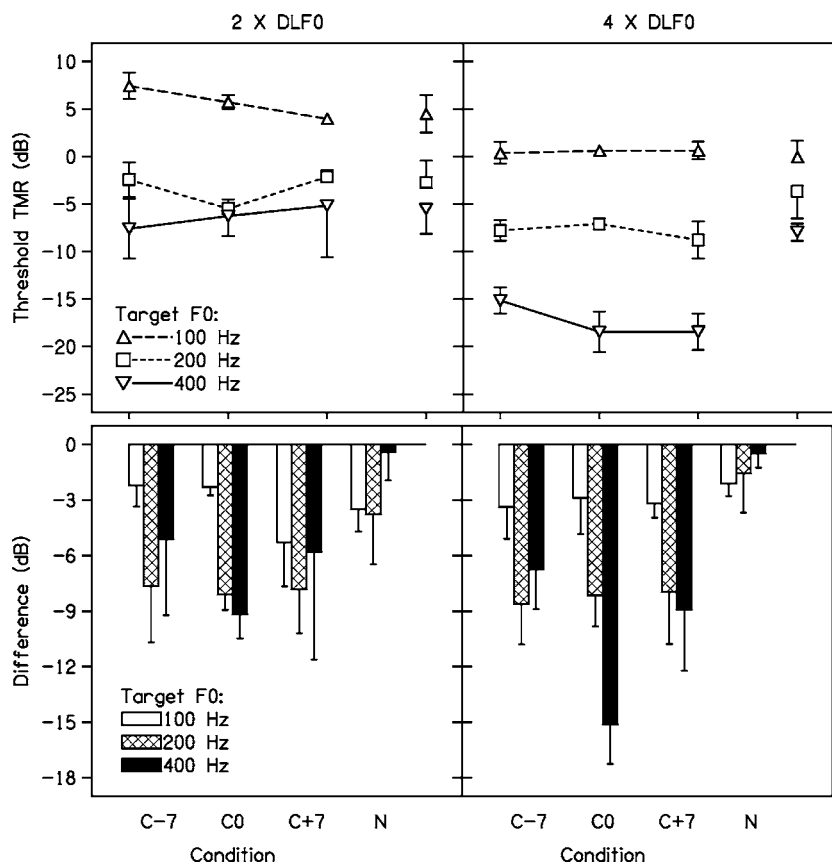 2 X DLF0
4 X DLF0
Threshold TMR (dB)
10
5
0
−5
−10
−15
−20
−25
Target F0:
100 Hz
200 Hz
400 Hz
Difference (dB)
0
−3
−6
−9
−12
−15
−18
Target F0:
100 Hz
200 Hz
400 Hz
C−7 C0 C+7 N
C−7 C0 C+7 N
Condition
Condition